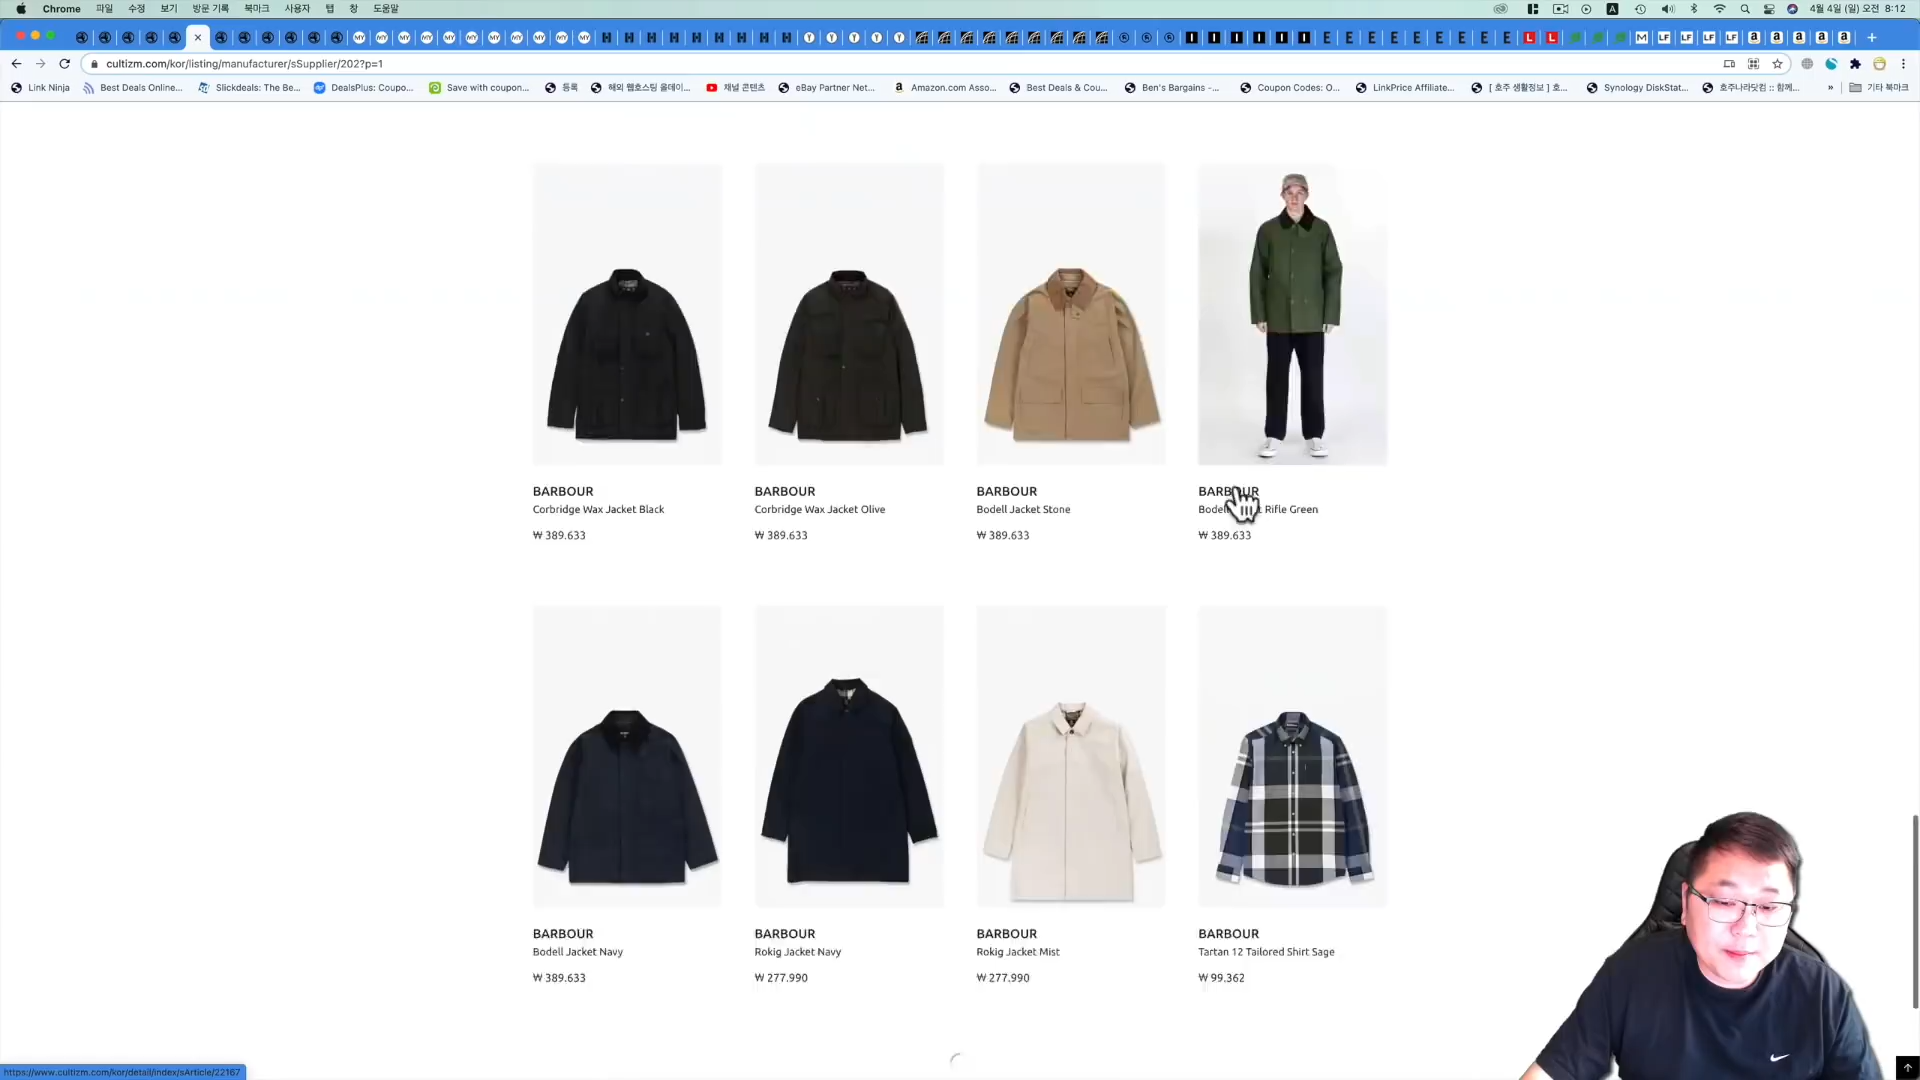 Chrome 파일 수정 보기 방문 기록 북마크 사용자 탭 창 도움말
4월 4일 (일) 오전 8:12
cultizm.com/kor/listing/manufacturer/sSupplier/202?p=1
Link Ninja Best Deals Online... Slickdeals: The Be... DealsPlus: Coupo... Save with coupon... 등록 해외 웹호스팅 올데이... 채널 콘텐츠 eBay Partner Net... Amazon.com Asso... Best Deals & Cou... Ben's Bargains -... Coupon Codes: O... LinkPrice Affiliate... [ 호주 생활정보 ] 호... Synology DiskStat... 호주나라닷컴 :: 함께... » 기타 북마크
BARBOUR BARBOUR BARBOUR BARBOUR
Corbridge Wax Jacket Black Corbridge Wax Jacket Olive Bodell Jacket Stone Rifle Green
₩ 389.633 ₩ 389.633 ₩ 389.633 ₩ 389.633
BARBOUR BARBOUR BARBOUR BARBOUR
Bodell Jacket Navy Rokig Jacket Navy Rokig Jacket Mist Tartan 12 Tailored Shirt Sage
₩ 389.633 ₩ 277.990 ₩ 277.990 ₩ 99.362
https://www.cultizm.com/kor/detail/index/sArticle/22167